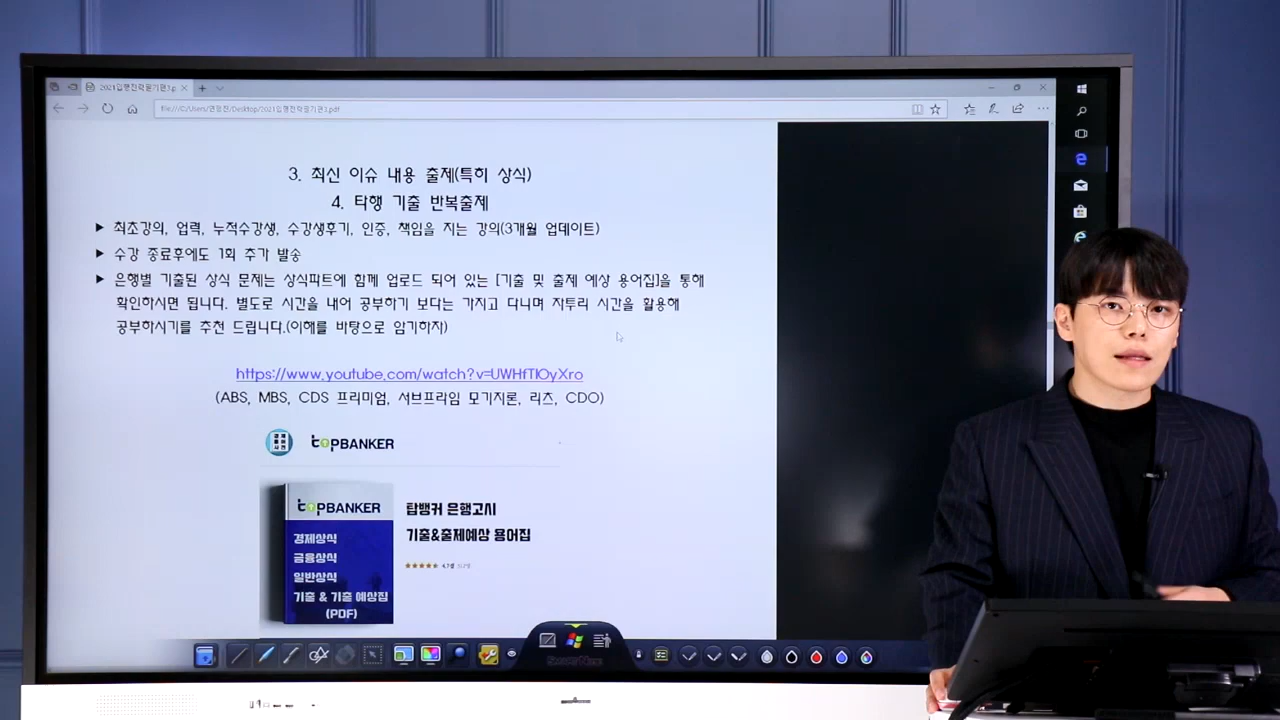 3. 최신 이슈 내용 출제(특히 상식)
4. 타행 기출 반복출제
▶ 최초강의, 업력, 누적수강생, 수강생후기, 인증, 책임을 지는 강의(3개월 업데이트)
▶ 수강 종료후에도 1회 추가 발송
▶ 은행별 기출된 상식 문제는 상식파트에 함께 업로드 되어 있는 [기출 및 출제 예상 용어집]을 통해
확인하시면 됩니다. 별도로 시간을 내어 공부하기 보다는 가지고 다니며 자투리 시간을 활용해
공부하시기를 추천 드립니다.(이해를 바탕으로 암기하자)
https://www.youtube.com/watch?v=UWHfTlOyXro
(ABS, MBS, CDS 프리미엄, 서브프라임 모기지론, 리츠, CDO)
tOPBANKER
tOPBANKER
경제상식
금융상식
일반상식
기출 & 기출 예상집
(PDF)
탑뱅커 은행고시
기출&출제예상 용어집